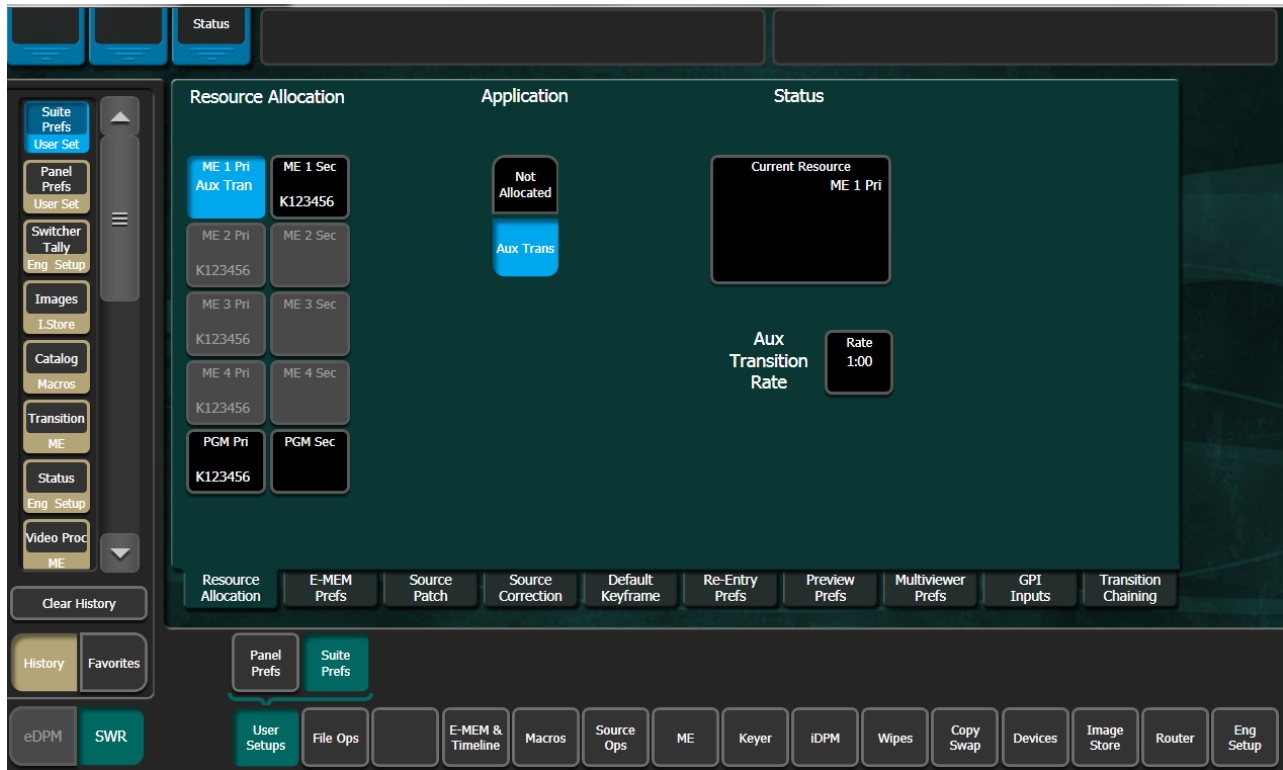 Status
Suite
Prefs
User Set
Panel
Prefs
User Set
Switcher
Tally
Eng Setup
Images
I.Store
Catalog
Macros
Transition
ME
Status
Eng Setup
Video Proc
ME
Clear History
History
Favorites
eDPM
SWR
Resource Allocation
Application
Status
ME 1 Pri
Aux Tran
ME 1 Sec
K123456
ME 2 Pri
K123456
ME 2 Sec
ME 3 Pri
K123456
ME 3 Sec
ME 4 Pri
K123456
ME 4 Sec
PGM Pri
K123456
PGM Sec
Not
Allocated
Aux Trans
Current Resource
ME 1 Pri
Aux
Transition
Rate
Rate
1:00
Resource
Allocation
E-MEM
Prefs
Source
Patch
Source
Correction
Default
Keyframe
Re-Entry
Prefs
Preview
Prefs
Multiviewer
Prefs
GPI
Inputs
Transition
Chaining
Panel
Prefs
Suite
Prefs
User
Setups
File Ops
E-MEM &
Timeline
Macros
Source
Ops
ME
Keyer
iDPM
Wipes
Copy
Swap
Devices
Image
Store
Router
Eng
Setup